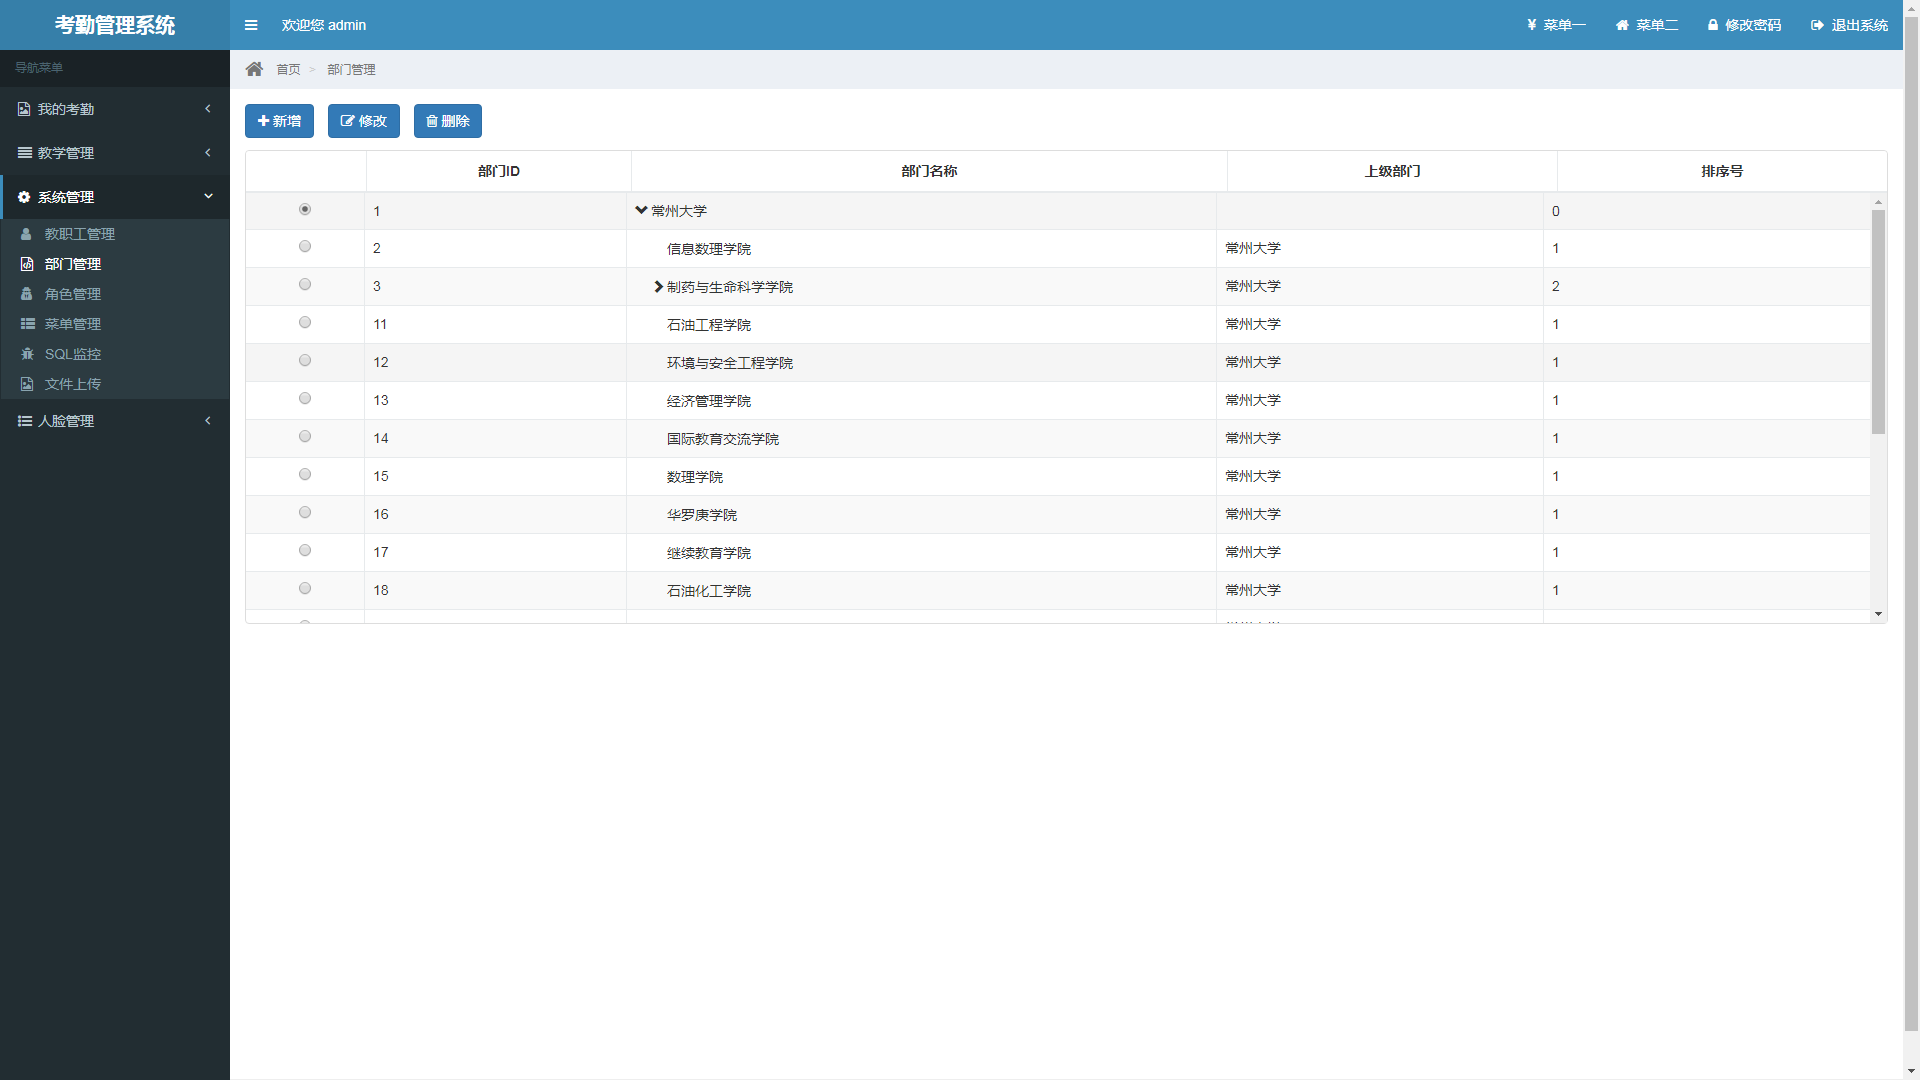 考勤管理系统
欢迎您 admin
¥ 菜单一
菜单二
修改密码
退出系统
导航菜单
我的考勤
教学管理
系统管理
教职工管理
部门管理
角色管理
菜单管理
SQL监控
文件上传
人脸管理
首页 > 部门管理
新增
修改
删除
部门ID 部门名称 上级部门 排序号
1 常州大学 0
2 信息数理学院 常州大学 1
3 制药与生命科学学院 常州大学 2
11 石油工程学院 常州大学 1
12 环境与安全工程学院 常州大学 1
13 经济管理学院 常州大学 1
14 国际教育交流学院 常州大学 1
15 数理学院 常州大学 1
16 华罗庚学院 常州大学 1
17 继续教育学院 常州大学 1
18 石油化工学院 常州大学 1